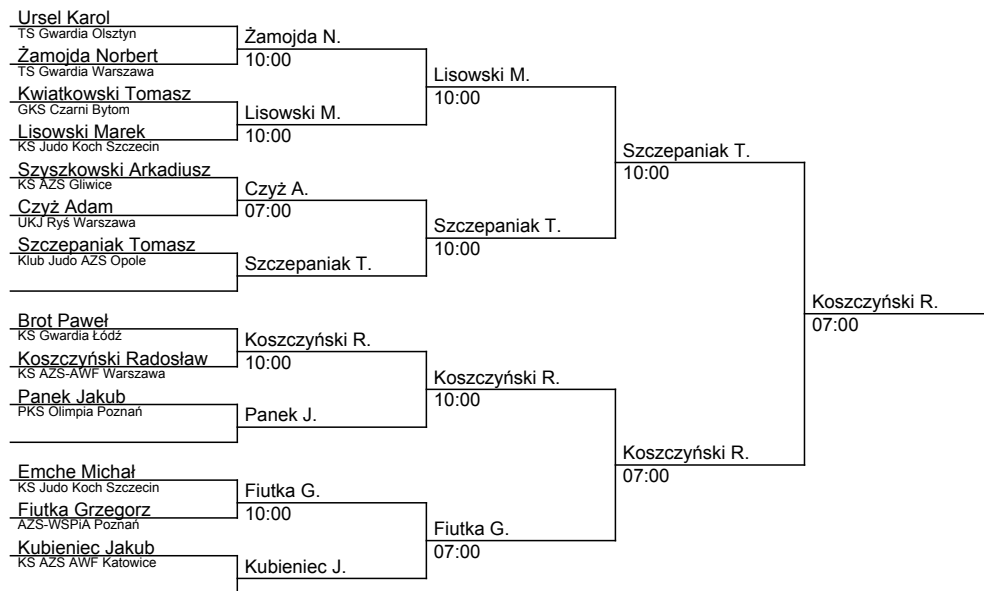 Ursel Karol
TS Gwardia Olsztyn
Żamojda Norbert
TS Gwardia Warszawa
Kwiatkowski Tomasz
GKS Czarni Bytom
Lisowski Marek
KS Judo Koch Szczecin
Szyszkowski Arkadiusz
KS AZS Gliwice
Czyż Adam
UKJ Ryś Warszawa
Szczepaniak Tomasz
Klub Judo AZS Opole
Brot Paweł
KS Gwardia Łódź
Koszczyński Radosław
KS AZS-AWF Warszawa
Panek Jakub
PKS Olimpia Poznań
Emche Michał
KS Judo Koch Szczecin
Fiutka Grzegorz
AZS-WSPiA Poznań
Kubieniec Jakub
KS AZS AWF Katowice
Żamojda N.
10:00
Lisowski M.
10:00
Czyż A.
07:00
Szczepaniak T.
Koszczyński R.
10:00
Panek J.
Fiutka G.
10:00
Kubieniec J.
Lisowski M.
10:00
Szczepaniak T.
10:00
Koszczyński R.
10:00
Fiutka G.
07:00
Szczepaniak T.
10:00
Koszczyński R.
07:00
Koszczyński R.
07:00